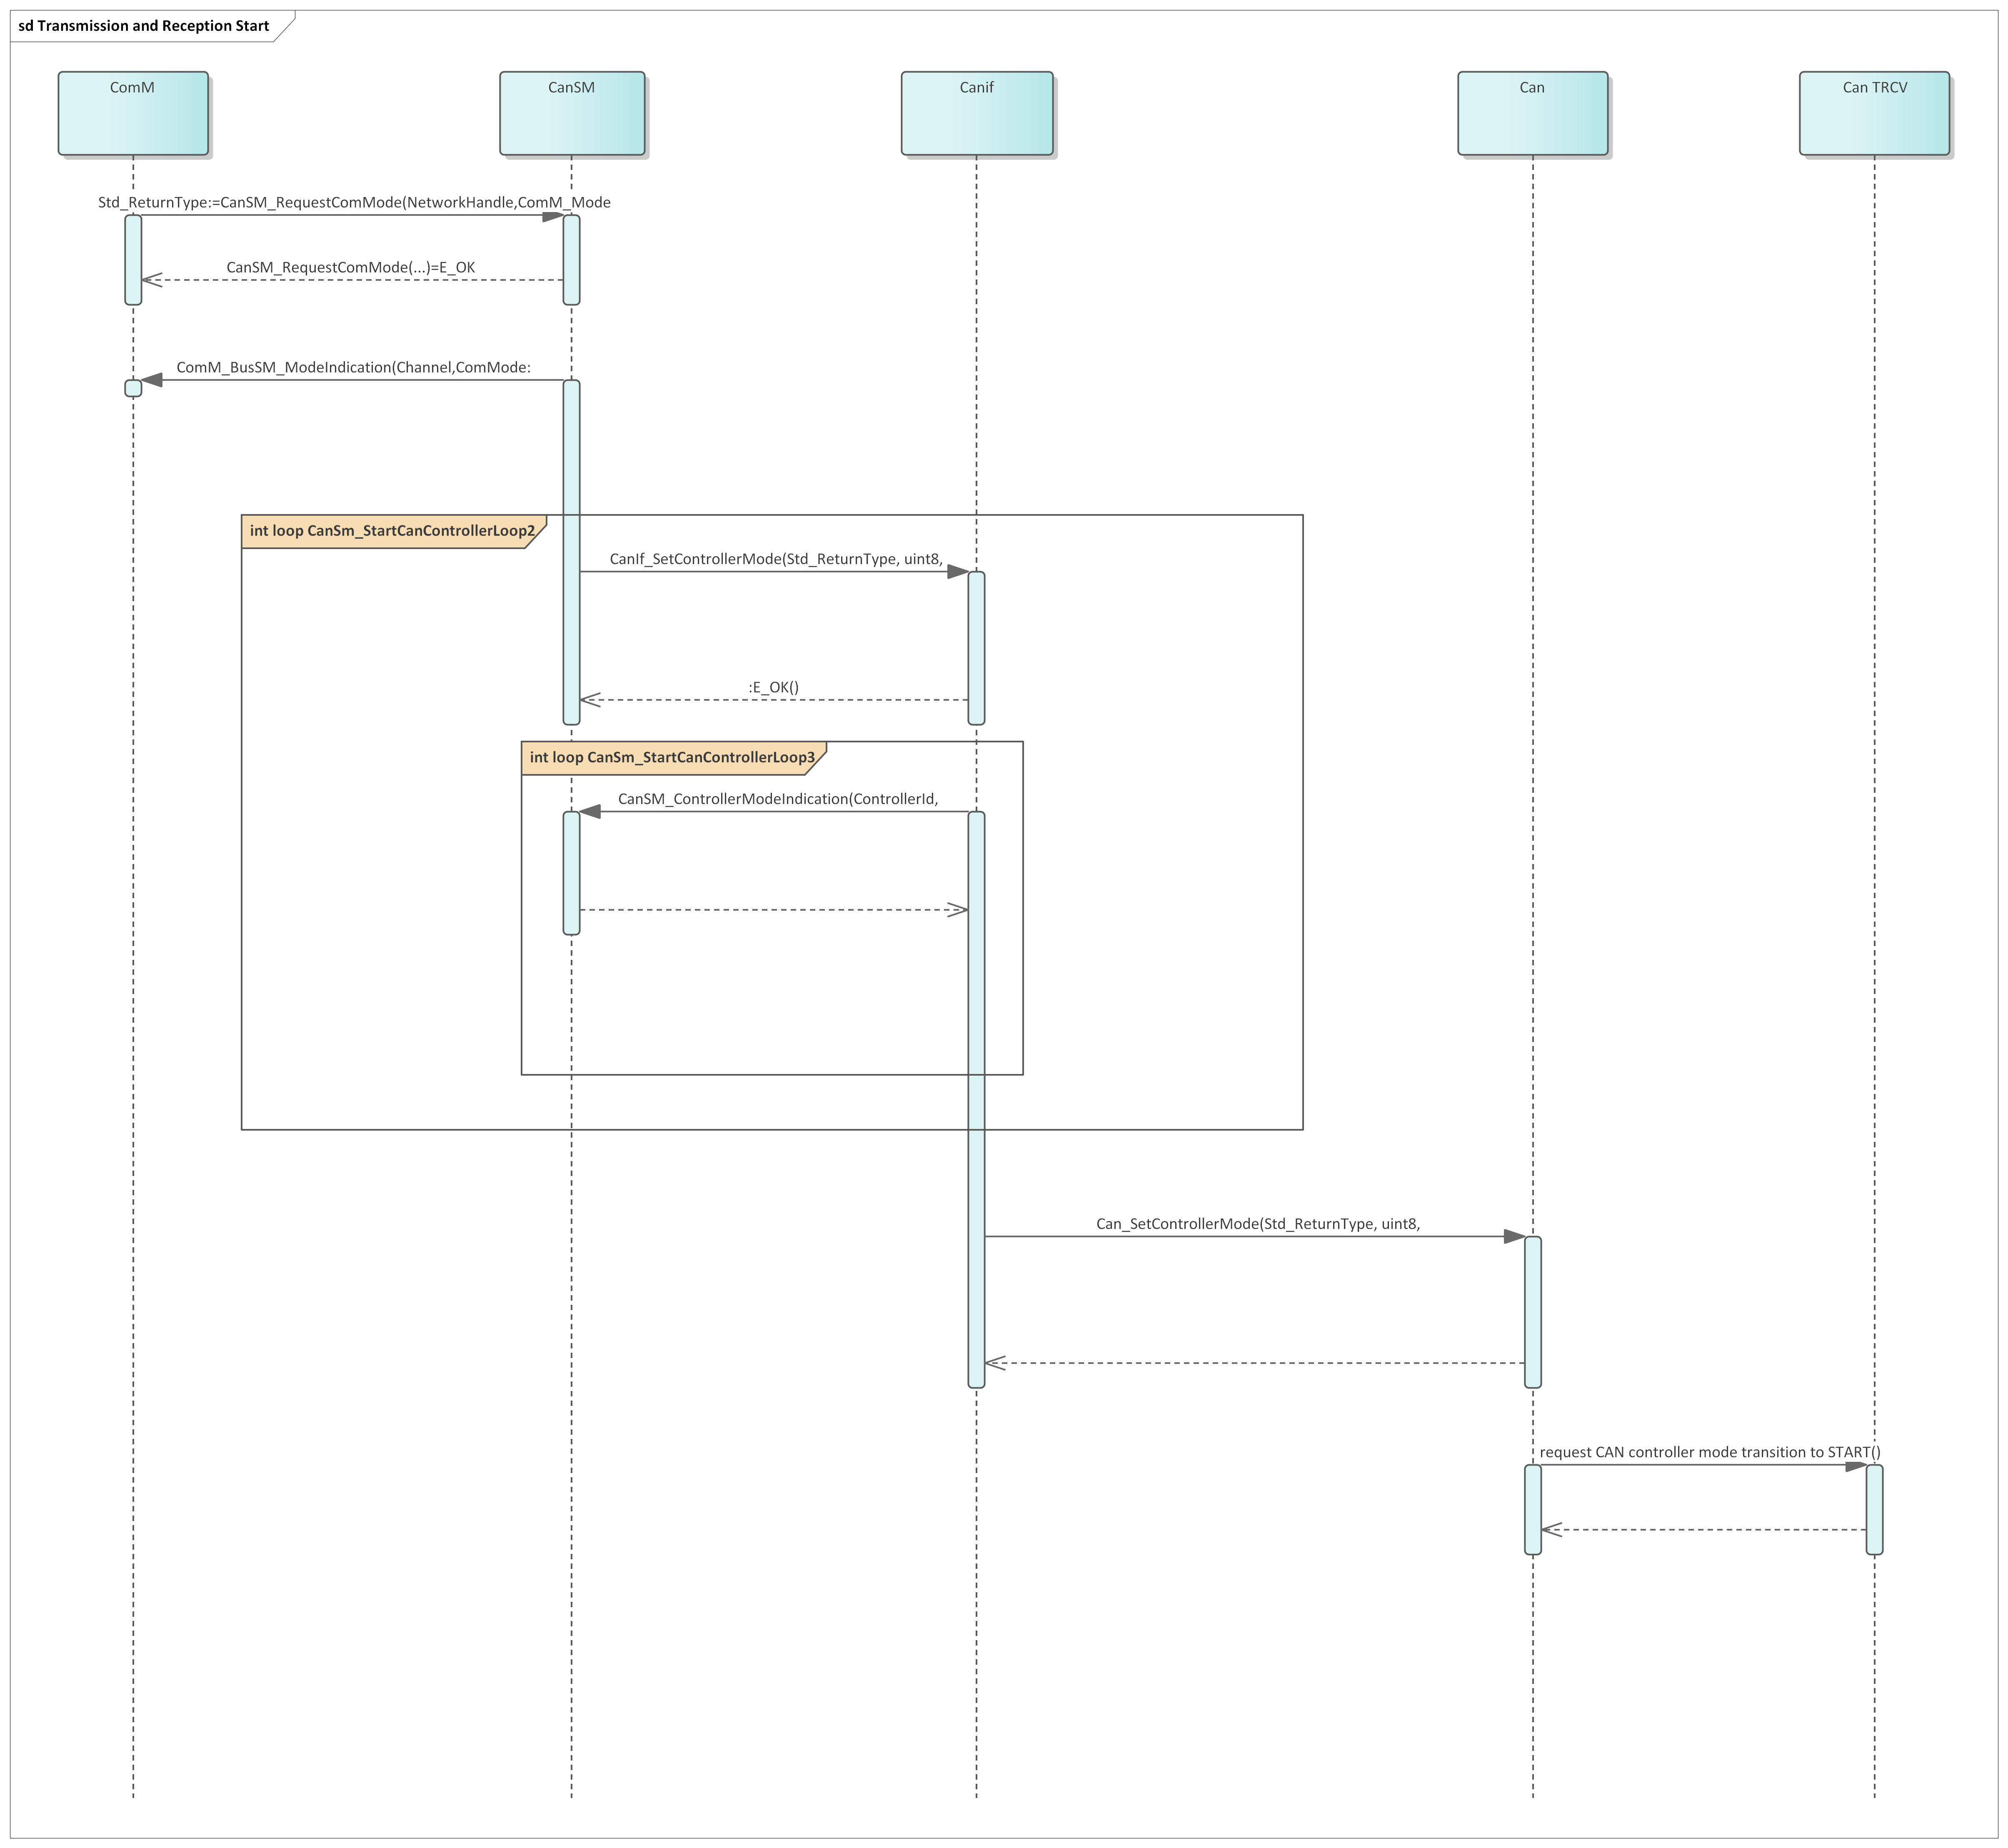 sd Transmission and Reception Start
ComM
CanSM
Canif
Can
Can TRCV
Std_ReturnType:=CanSM_RequestComMode(NetworkHandle,ComM_Mode
CanSM_RequestComMode(...)=E_OK
ComM_BusSM_ModeIndication(Channel,ComMode:
int loop CanSm_StartCanControllerLoop2
CanIf_SetControllerMode(Std_ReturnType, uint8,
:E_OK()
int loop CanSm_StartCanControllerLoop3
CanSM_ControllerModeIndication(ControllerId,
Can_SetControllerMode(Std_ReturnType, uint8,
request CAN controller mode transition to START()